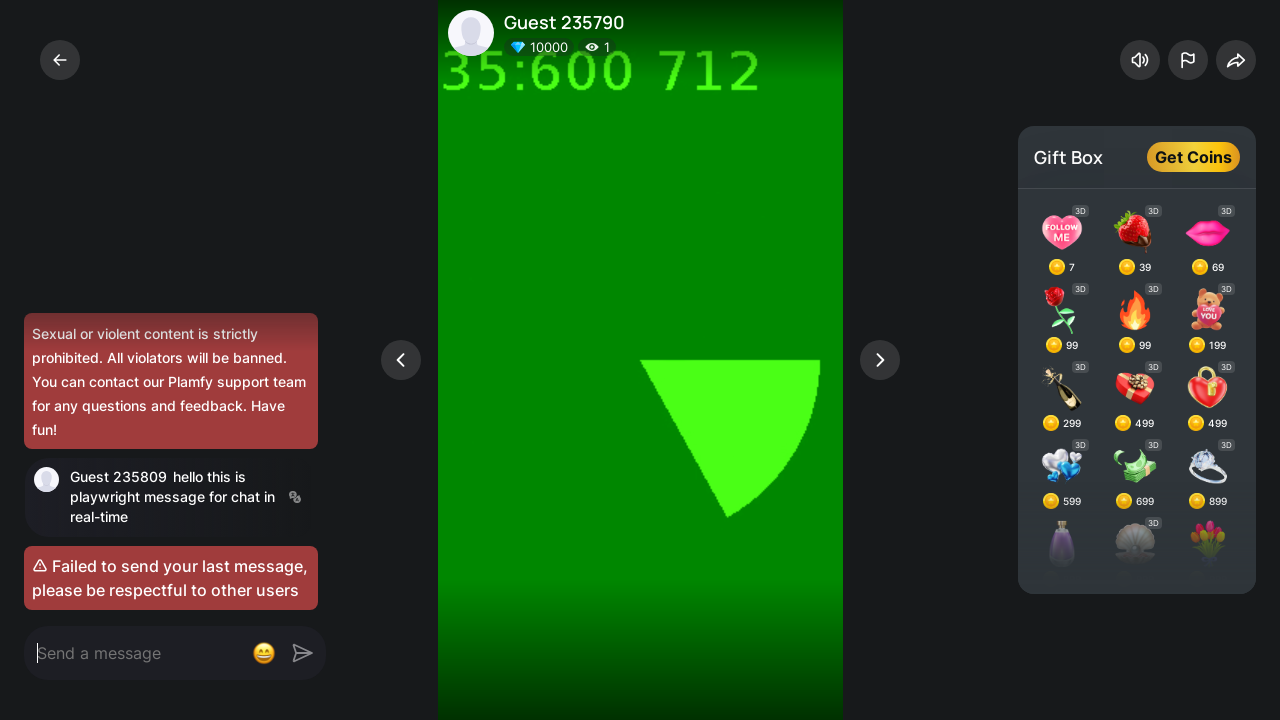 Guest 235790
10000 1
35:600 712
Gift Box
Get Coins
3D 3D 3D
FOLLOW
ME
7 39 69
3D 3D 3D
LOVE
YOU
99 99 199
3D 3D 3D
299 499 499
3D 3D 3D
599 699 899
3D
Sexual or violent content is strictly
prohibited. All violators will be banned.
You can contact our Plamfy support team
for any questions and feedback. Have
fun!
Guest 235809 hello this is
playwright message for chat in
real-time
Failed to send your last message,
please be respectful to other users
Send a message